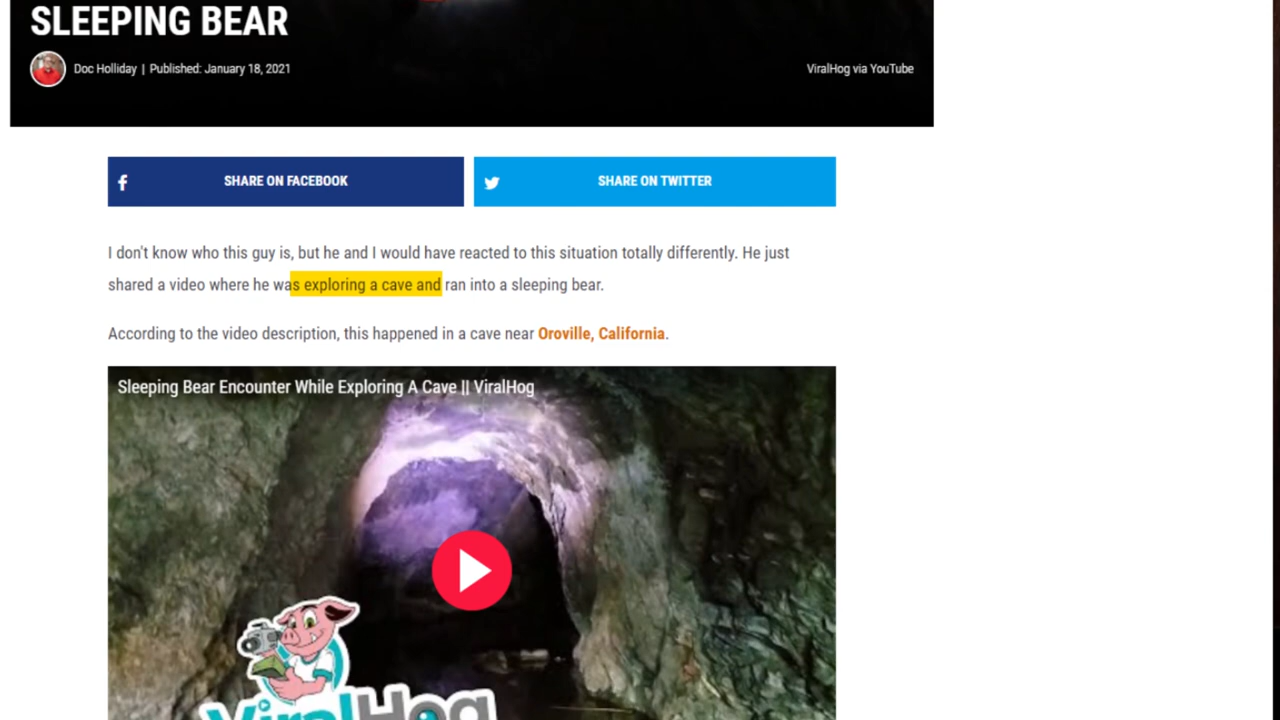 SLEEPING BEAR
Doc Holliday | Published: January 18, 2021
ViralHog via YouTube
SHARE ON FACEBOOK
SHARE ON TWITTER
I don't know who this guy is, but he and I would have reacted to this situation totally differently. He just
shared a video where he was exploring a cave and ran into a sleeping bear.
According to the video description, this happened in a cave near Oroville, California.
Sleeping Bear Encounter While Exploring A Cave || ViralHog
ViralHog